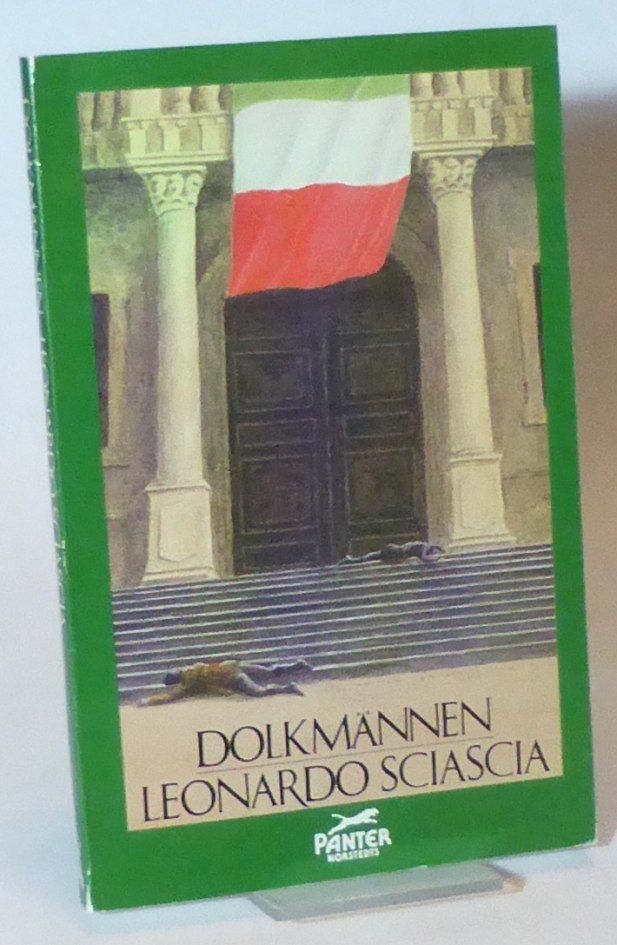 DOLKMÄNNEN
LEONARDO SCIASCIA
PANTER
NORSTEDTS